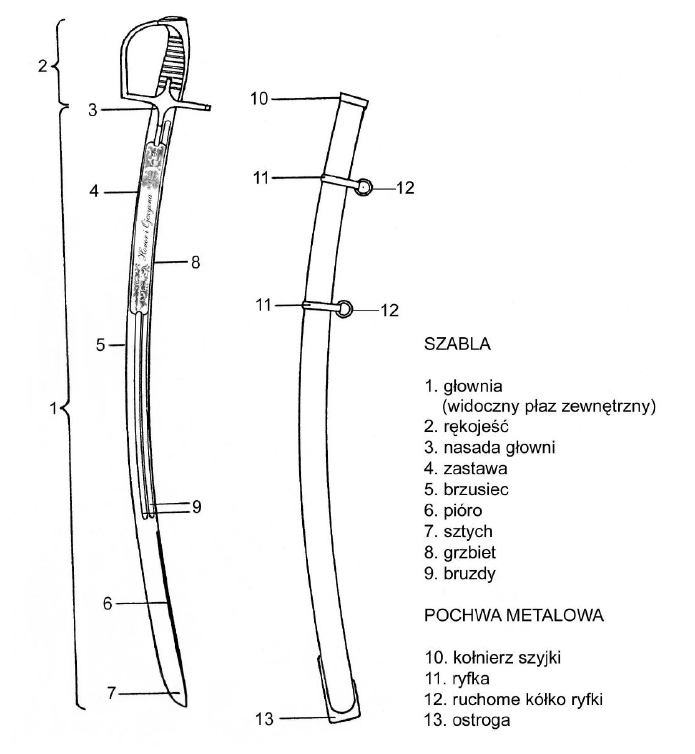 2
3
4
8
5
1
9
6
7
10
11
12
11
12
13
Honor i Ojczyzna
SZABLA
1. głownia
(widoczny płaz zewnętrzny)
2. rękojeść
3. nasada głowni
4. zastawa
5. brzusiec
6. pióro
7. sztych
8. grzbiet
9. bruzdy
POCHWA METALOWA
10. kołnierz szyjki
11. ryfka
12. ruchome kółko ryfki
13. ostroga